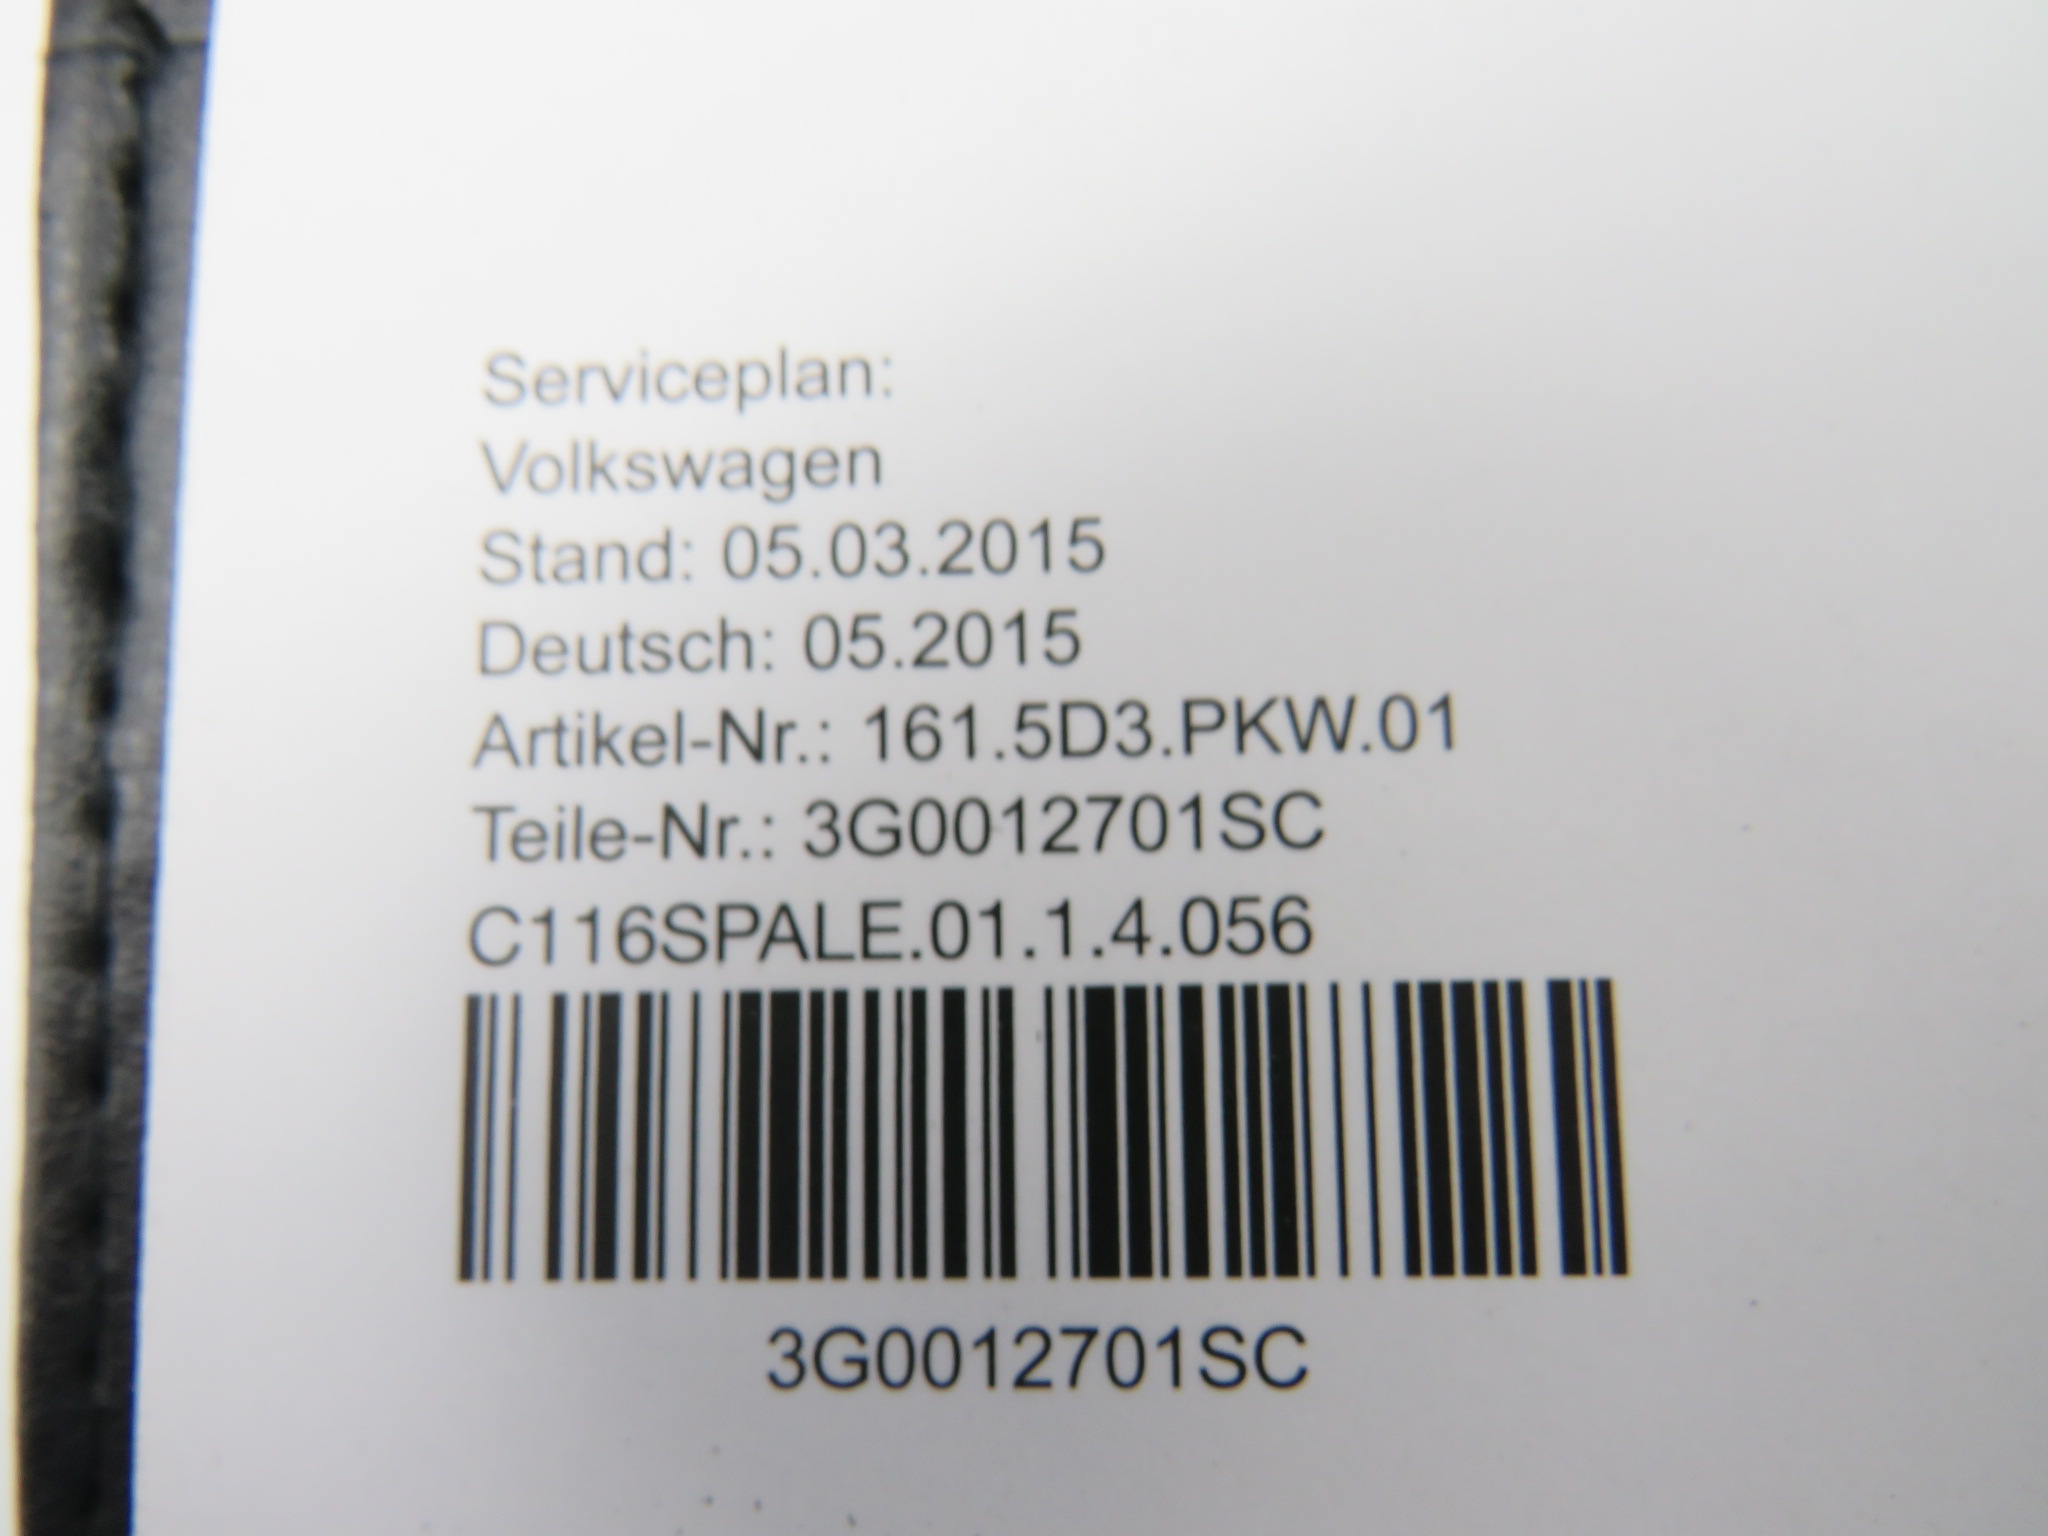 Serviceplan:
Volkswagen
Stand: 05.03.2015
Deutsch: 05.2015
Artikel-Nr.: 161.5D3.PKW.01
Teile-Nr.: 3G0012701SC
C116SPALE.01.1.4.056
3G0012701SC